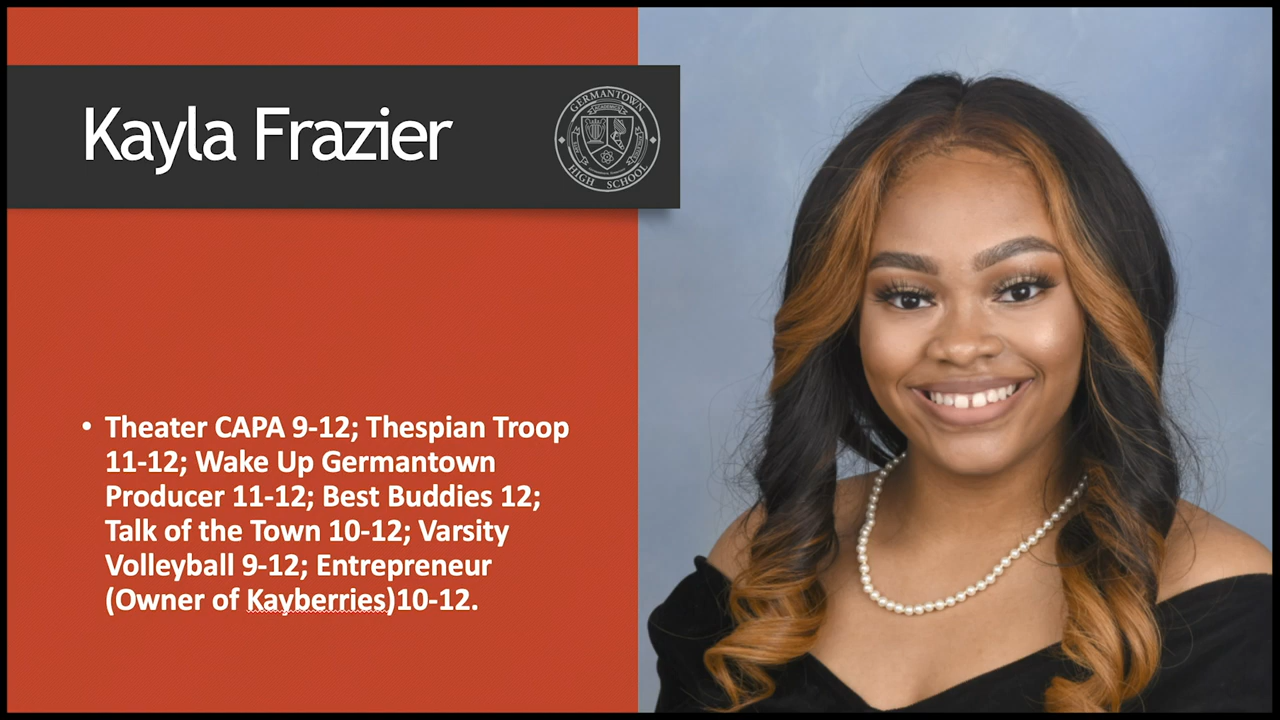 Kayla Frazier
GERMANTOWN
HIGH SCHOOL
• Theater CAPA 9-12; Thespian Troop
11-12; Wake Up Germantown
Producer 11-12; Best Buddies 12;
Talk of the Town 10-12; Varsity
Volleyball 9-12; Entrepreneur
(Owner of Kayberries)10-12.